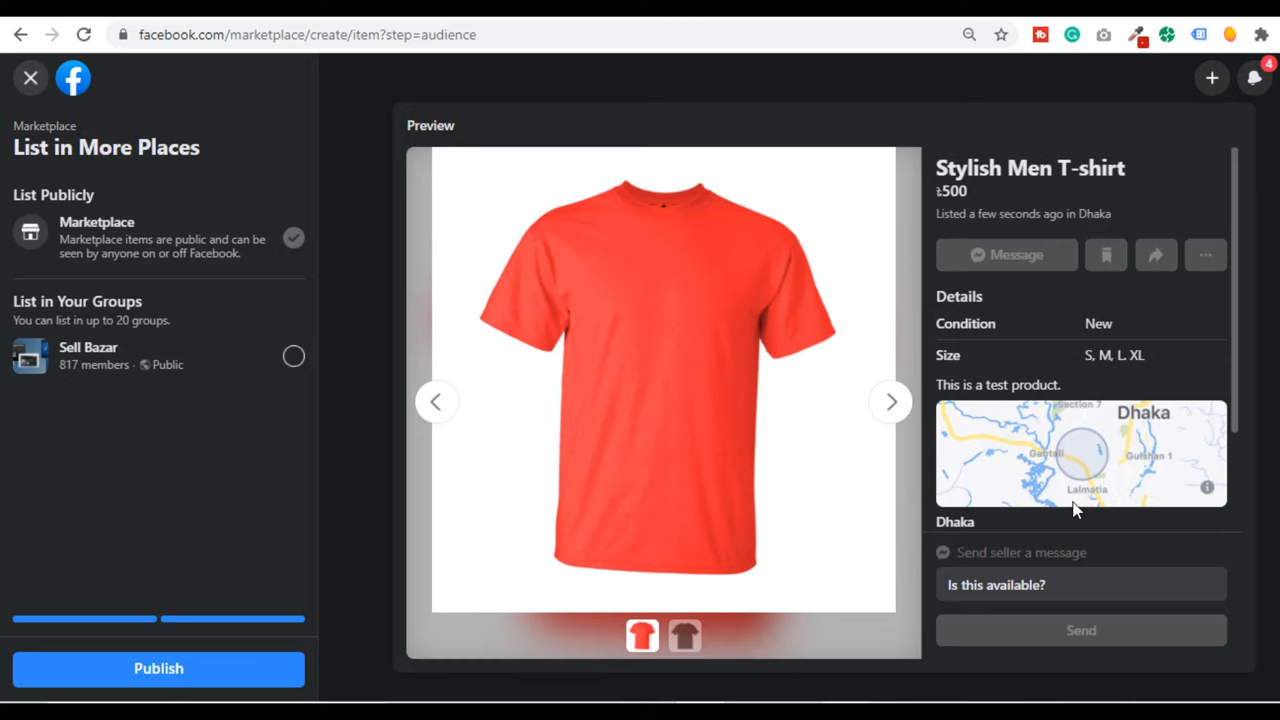 facebook.com/marketplace/create/item?step=audience
4
Marketplace
List in More Places
List Publicly
Marketplace
Marketplace items are public and can be
seen by anyone on or off Facebook.
List in Your Groups
You can list in up to 20 groups.
Sell Bazar
817 members · Public
Publish
Preview
Stylish Men T-shirt
৳500
Listed a few seconds ago in Dhaka
Message
Details
Condition New
Size S, M, L. XL
This is a test product.
Section 7
Dhaka
Gabtali
Gulshan 1
Lalmatia
Dhaka
Send seller a message
Is this available?
Send